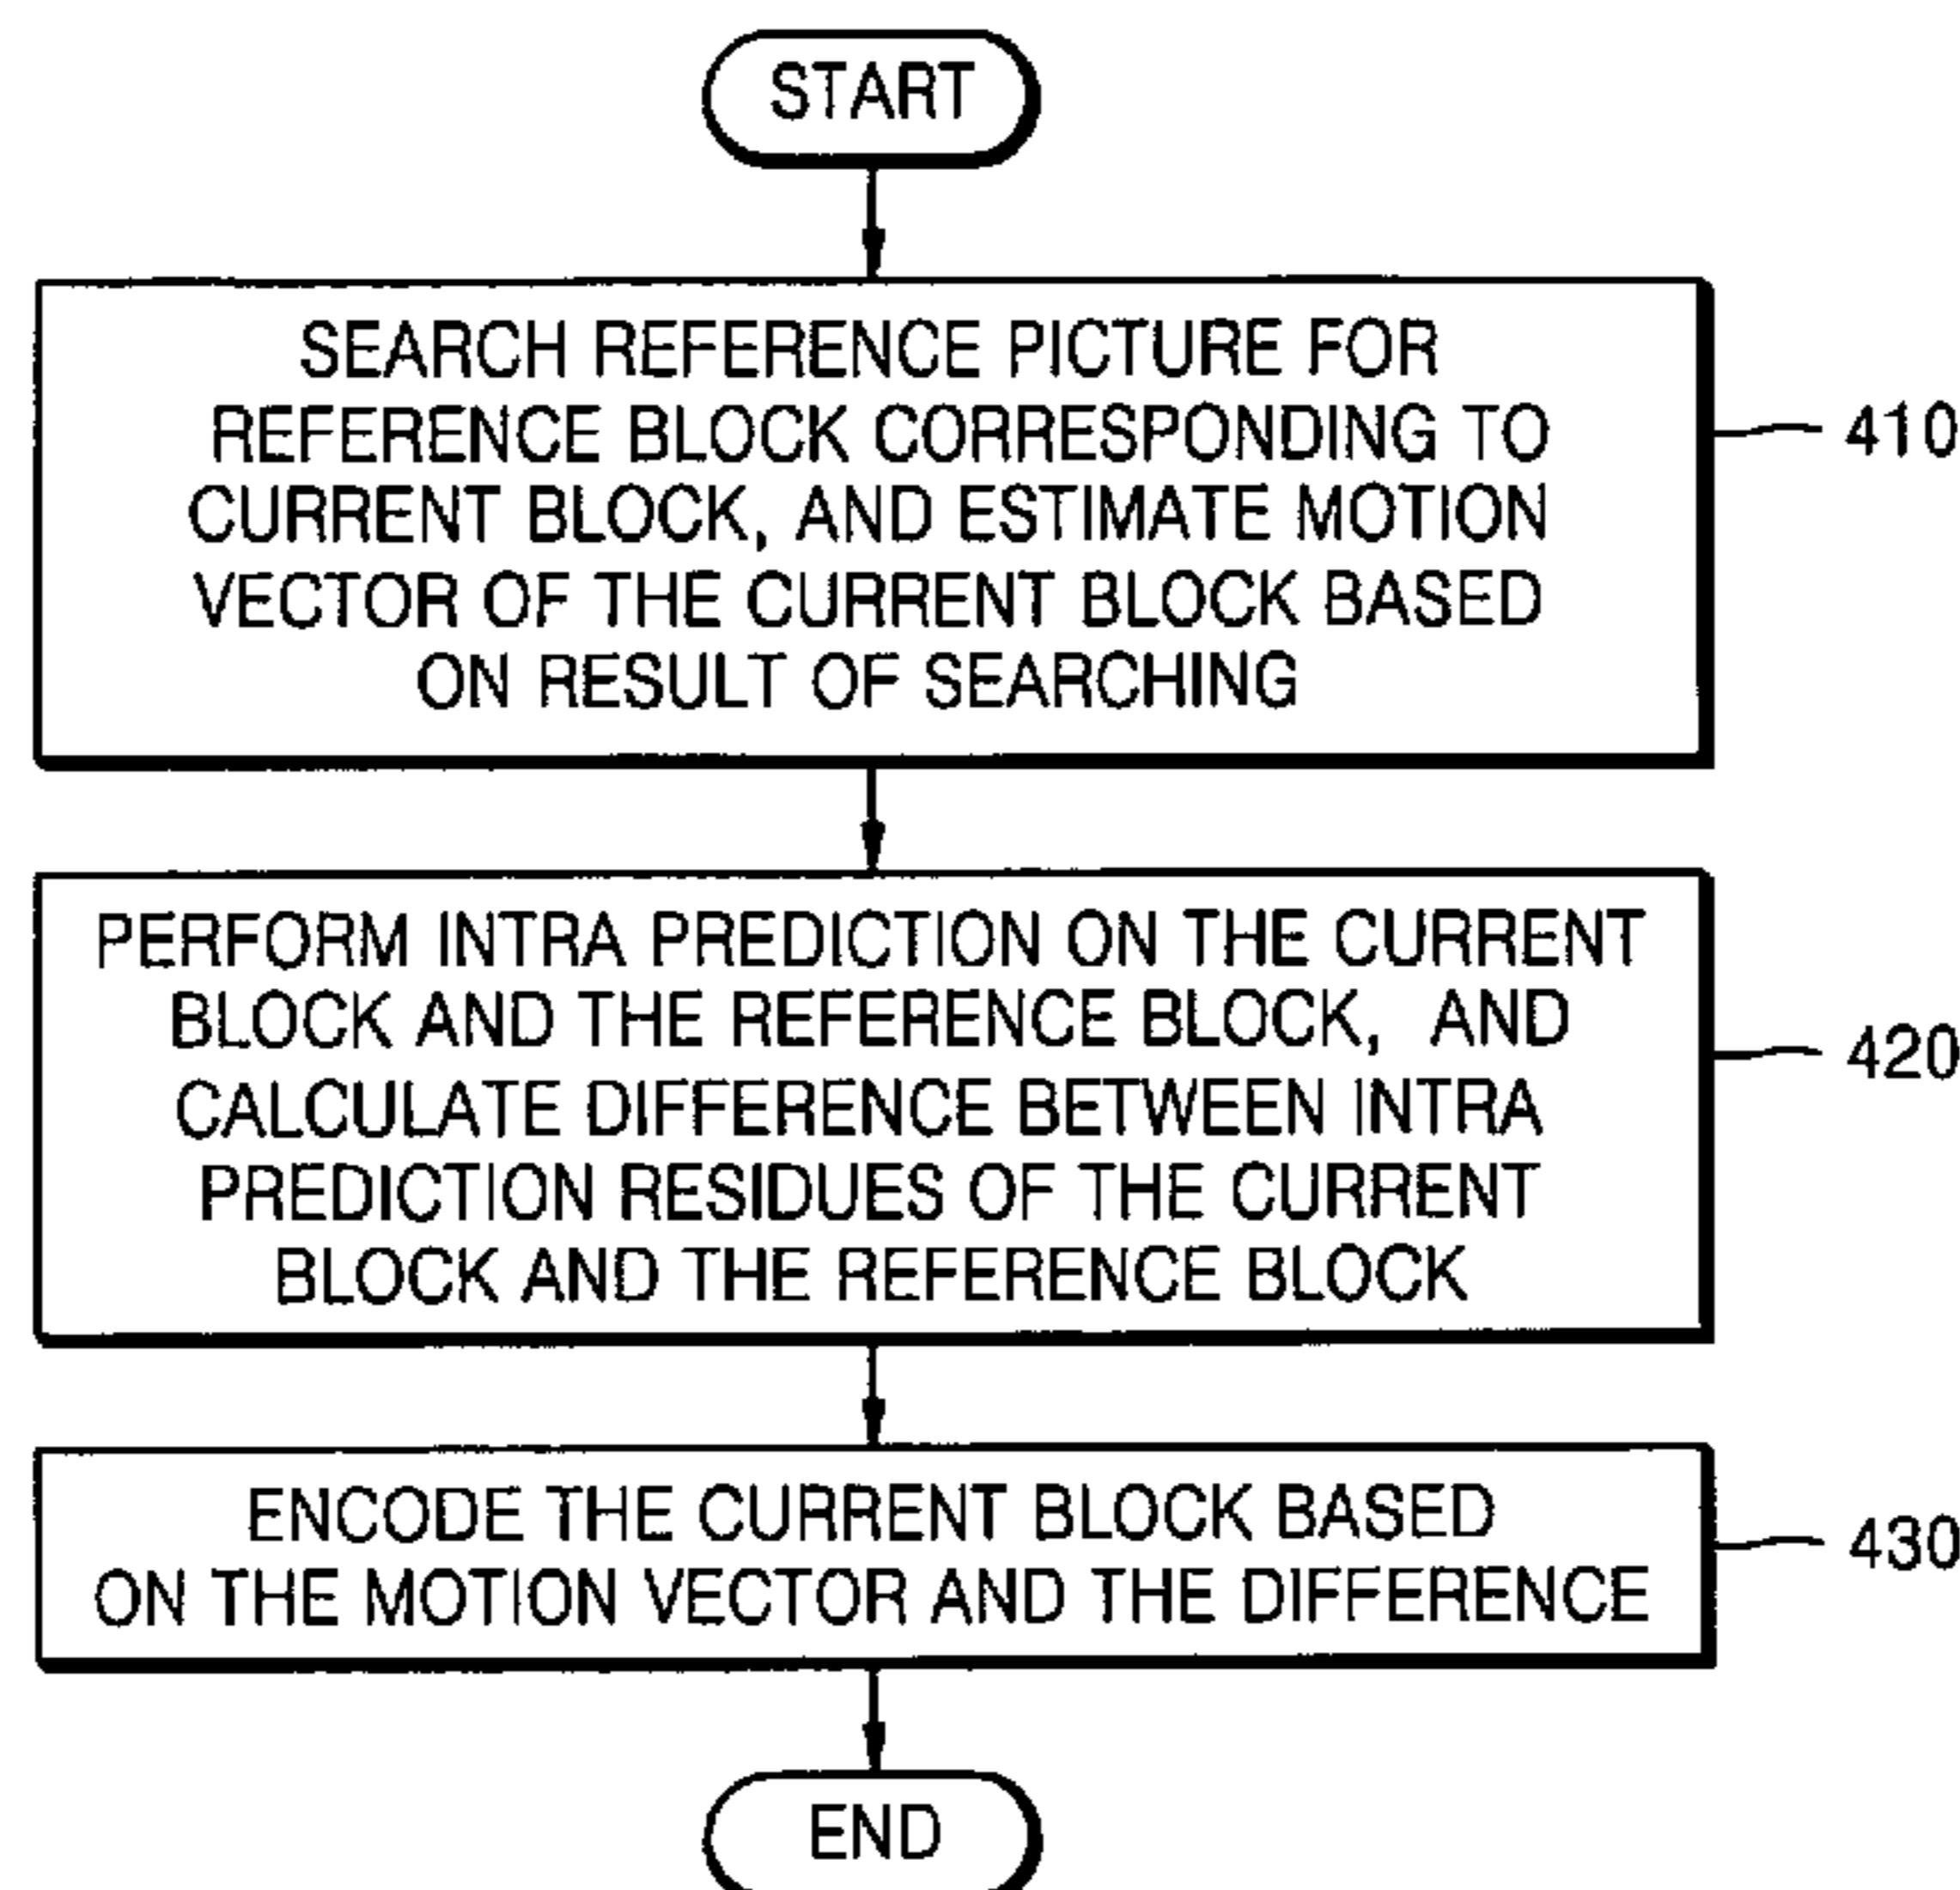 START
SEARCH REFERENCE PICTURE FOR
REFERENCE BLOCK CORRESPONDING TO
CURRENT BLOCK, AND ESTIMATE MOTION
VECTOR OF THE CURRENT BLOCK BASED
ON RESULT OF SEARCHING
410
PERFORM INTRA PREDICTION ON THE CURRENT
BLOCK AND THE REFERENCE BLOCK, AND
CALCULATE DIFFERENCE BETWEEN INTRA
PREDICTION RESIDUES OF THE CURRENT
BLOCK AND THE REFERENCE BLOCK
420
ENCODE THE CURRENT BLOCK BASED
ON THE MOTION VECTOR AND THE DIFFERENCE
430
END